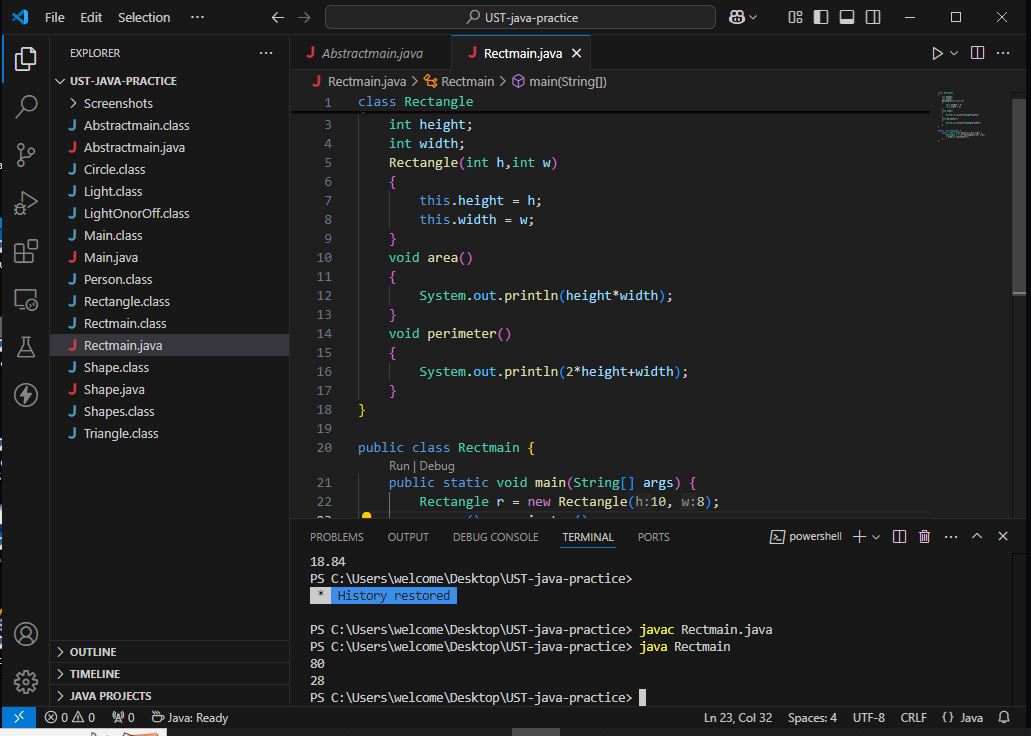 File Edit Selection ··· UST-java-practice
EXPLORER ···
UST-JAVA-PRACTICE
Screenshots
J Abstractmain.class
J Abstractmain.java
J Circle.class
J Light.class
J LightOnorOff.class
J Main.class
J Main.java
J Person.class
J Rectangle.class
J Rectmain.class
J Rectmain.java
J Shape.class
J Shape.java
J Shapes.class
J Triangle.class
OUTLINE
TIMELINE
JAVA PROJECTS
J Abstractmain.java J Rectmain.java
J Rectmain.java > Rectmain > main(String[])
1 class Rectangle
3 int height;
4 int width;
5 Rectangle(int h,int w)
6 {
7 this.height = h;
8 this.width = w;
9 }
10 void area()
11 {
12 System.out.println(height*width);
13 }
14 void perimeter()
15 {
16 System.out.println(2*height+width);
17 }
18 }
19
20 public class Rectmain {
Run | Debug
21 public static void main(String[] args) {
22 Rectangle r = new Rectangle(h:10, w:8);
PROBLEMS OUTPUT DEBUG CONSOLE TERMINAL PORTS powershell
18.84
PS C:\Users\welcome\Desktop\UST-java-practice>
* History restored
PS C:\Users\welcome\Desktop\UST-java-practice> javac Rectmain.java
PS C:\Users\welcome\Desktop\UST-java-practice> java Rectmain
80
28
PS C:\Users\welcome\Desktop\UST-java-practice>
0 0 0 Java: Ready Ln 23, Col 32 Spaces: 4 UTF-8 CRLF {} Java